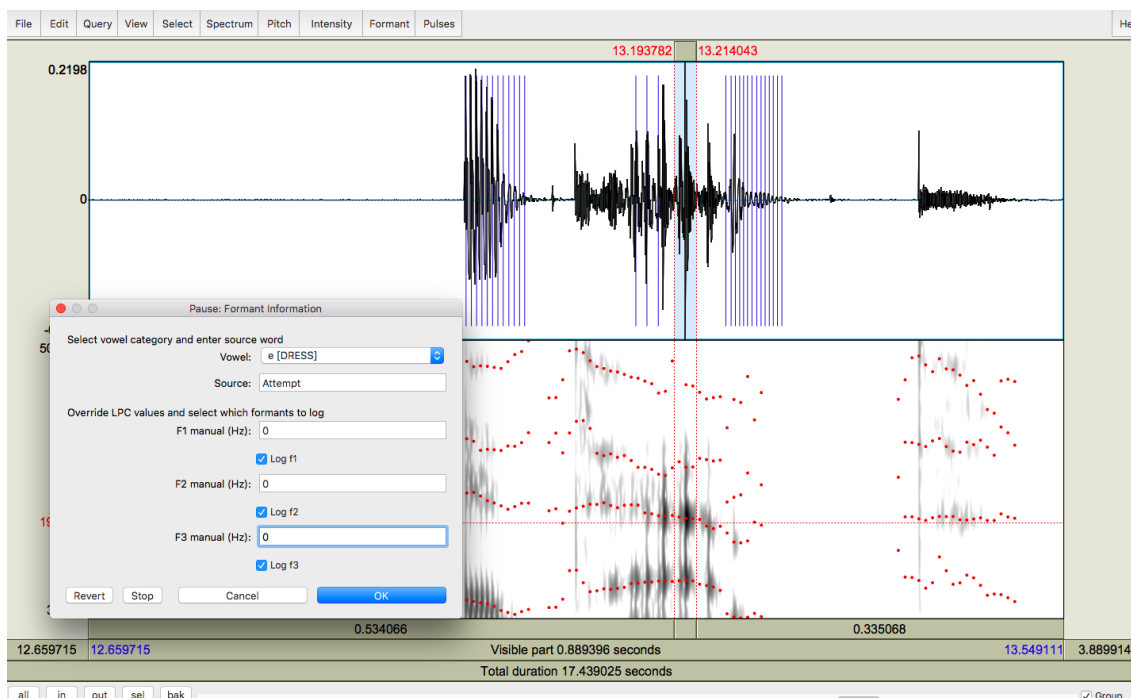 File Edit Query View Select Spectrum Pitch Intensity Formant Pulses
13.193782 13.214043
0.2198
0
Pause: Formant Information
Select vowel category and enter source word
Vowel: e [DRESS]
Source: Attempt
Override LPC values and select which formants to log
F1 manual (Hz): 0
Log f1
F2 manual (Hz): 0
Log f2
F3 manual (Hz): 0
Log f3
Revert Stop Cancel OK
0.534066 0.335068
12.659715 12.659715 Visible part 0.889396 seconds 13.549111 3.889914
Total duration 17.439025 seconds
all in out sel bak Group